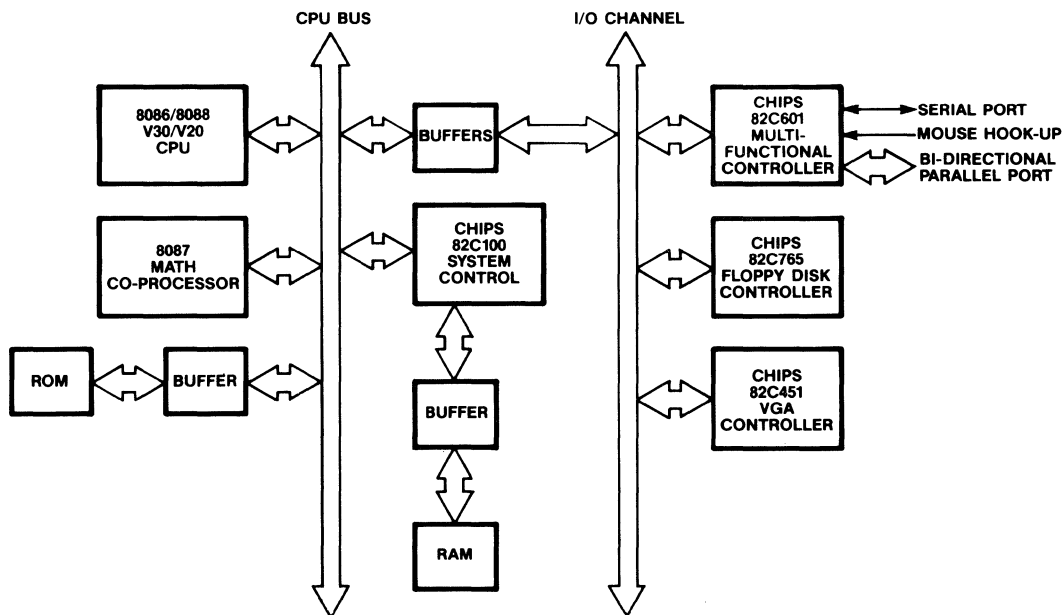 CPU BUS
I/O CHANNEL
8086/8088
V30/V20
CPU
BUFFERS
CHIPS
82C601
MULTI-
FUNCTIONAL
CONTROLLER
SERIAL PORT
MOUSE HOOK-UP
BI-DIRECTIONAL
PARALLEL PORT
8087
MATH
CO-PROCESSOR
CHIPS
82C100
SYSTEM
CONTROL
CHIPS
82C765
FLOPPY DISK
CONTROLLER
ROM
BUFFER
BUFFER
CHIPS
82C451
VGA
CONTROLLER
RAM